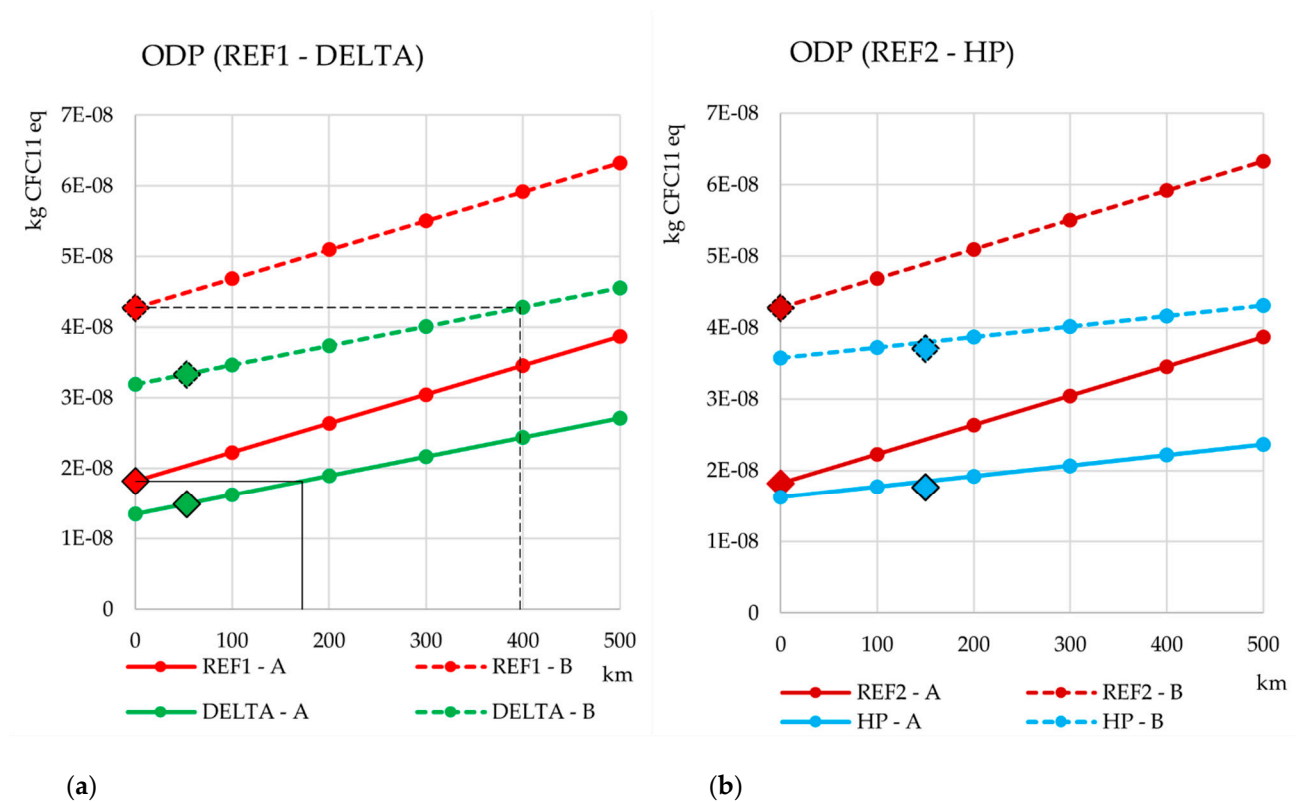 ODP (REF1 - DELTA)
kg CFC11 eq
7E-08
6E-08
5E-08
4E-08
3E-08
2E-08
1E-08
0
0 100 200 300 400 500
km
REF1 - A REF1 - B
DELTA - A DELTA - B
(a)
ODP (REF2 - HP)
kg CFC11 eq
7E-08
6E-08
5E-08
4E-08
3E-08
2E-08
1E-08
0
0 100 200 300 400 500
km
REF2 - A REF2 - B
HP - A HP - B
(b)